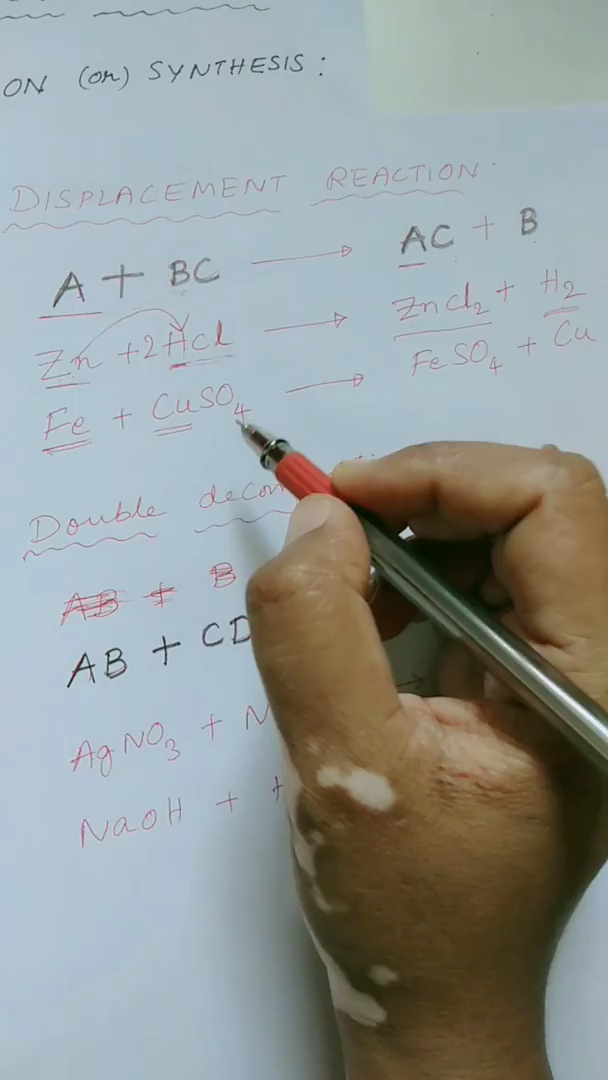 ON (or) SYNTHESIS :
DISPLACEMENT REACTION
A + BC → AC + B
Zn + 2HCl → ZnCl₂ + H₂
Fe + CuSO₄ → FeSO₄ + Cu
Double decom
AB + B
AB + CD
AgNO₃ + N
NaOH +